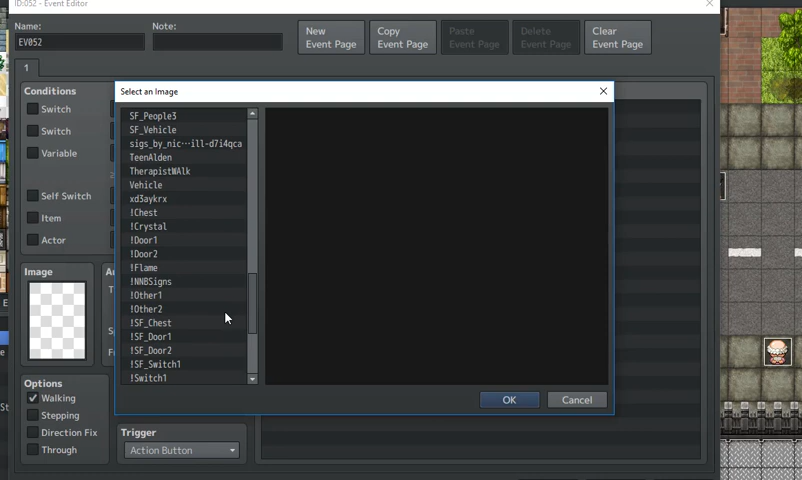 ID:052 - Event Editor
Name:
Note:
EV052
New
Event Page
Copy
Event Page
Paste
Event Page
Delete
Event Page
Clear
Event Page
1
Conditions
Switch
Switch
Variable
Self Switch
Item
Actor
Image
Options
Walking
Stepping
Direction Fix
Through
Trigger
Action Button
Select an Image
SF_People3
SF_Vehicle
sigs_by_nic…ill-d7i4qca
TeenAlden
TherapistWAlk
Vehicle
xd3aykrx
!Chest
!Crystal
!Door1
!Door2
!Flame
!NNBSigns
!Other1
!Other2
!SF_Chest
!SF_Door1
!SF_Door2
!SF_Switch1
!Switch1
OK
Cancel